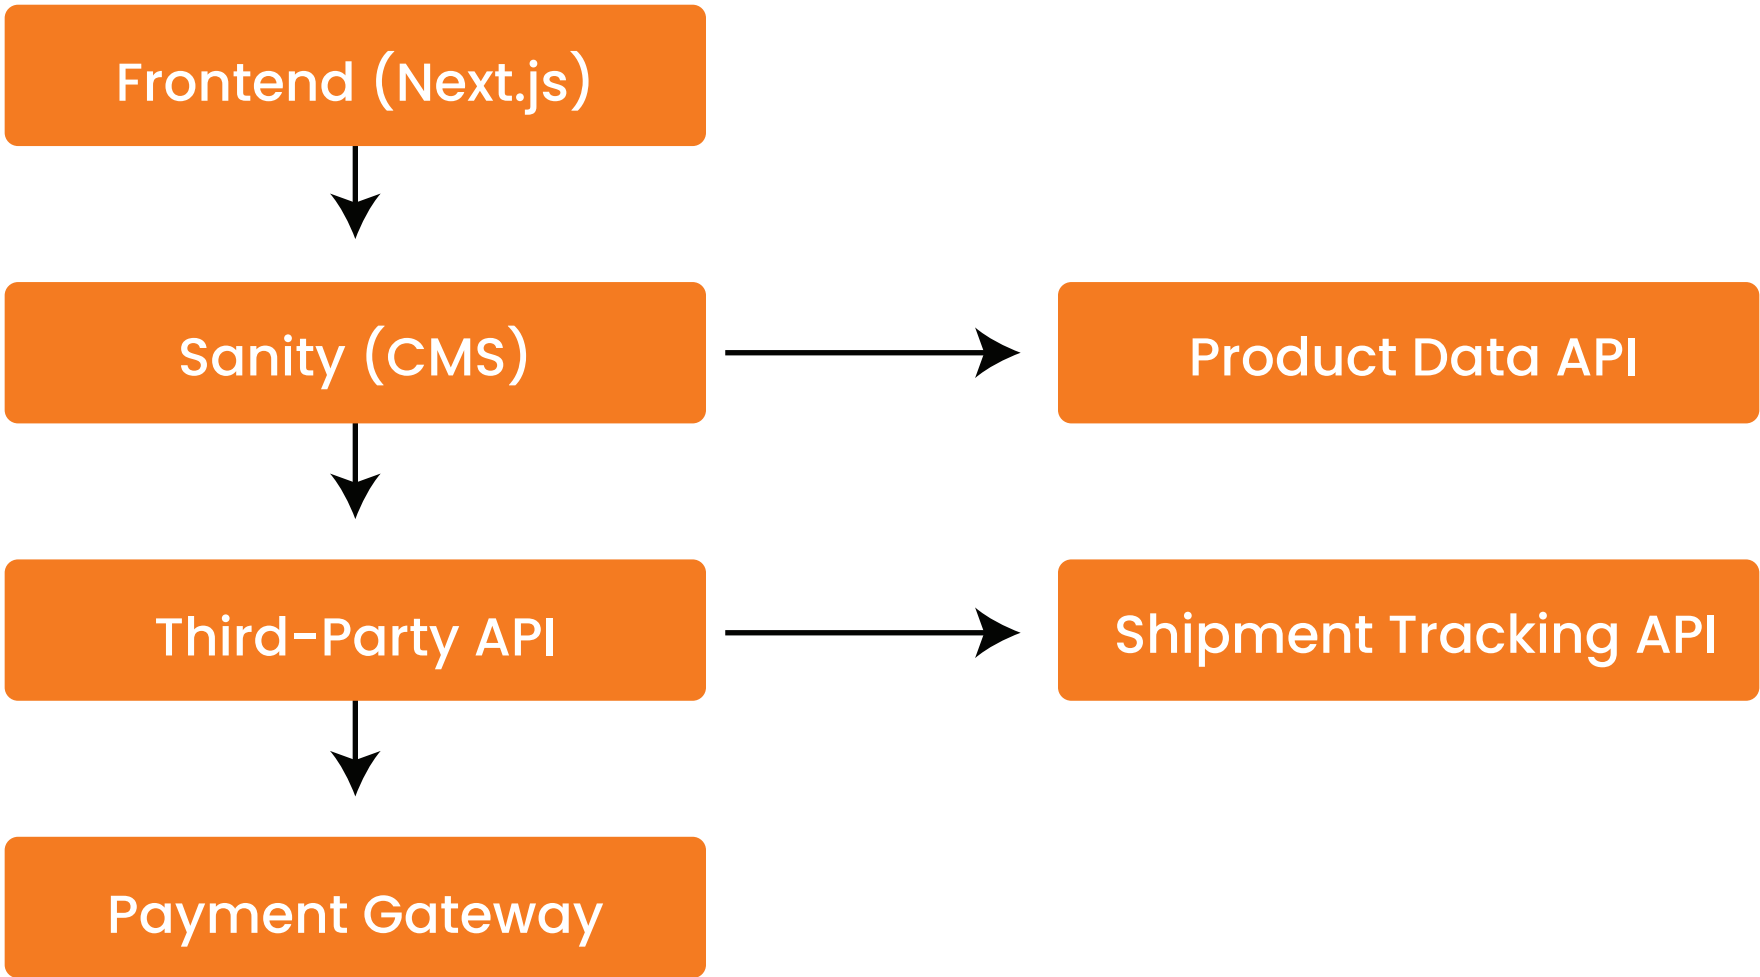 Frontend (Next.js)
Sanity (CMS)
Product Data API
Third-Party API
Shipment Tracking API
Payment Gateway